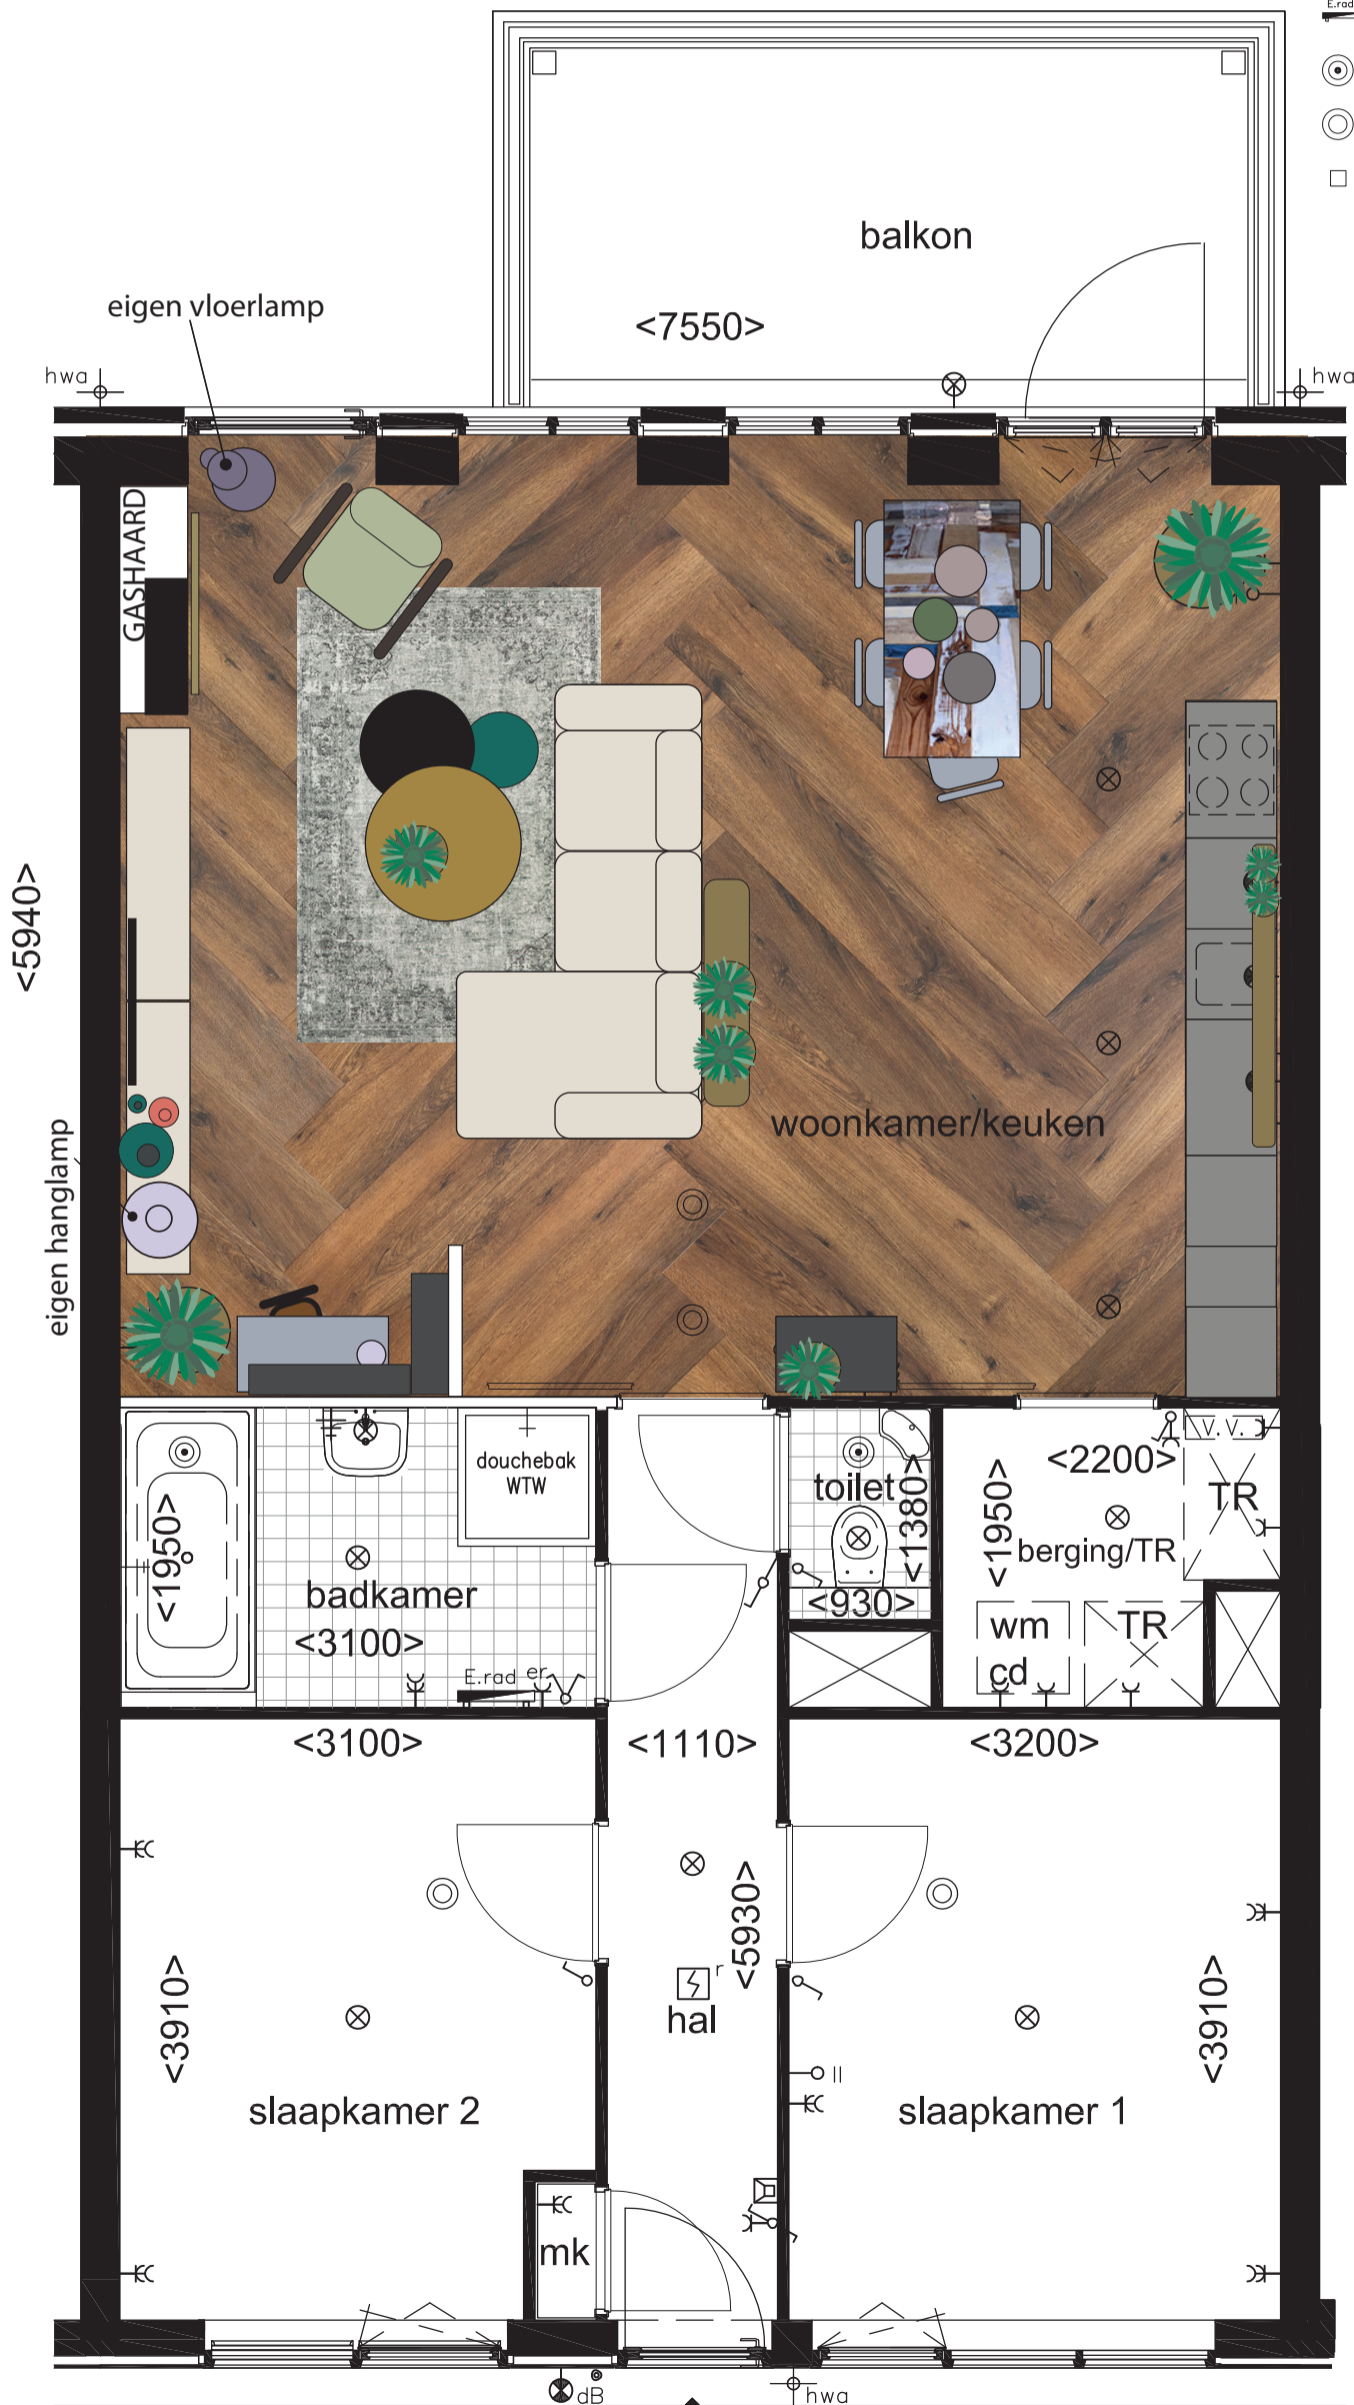 E.rad
balkon
eigen vloerlamp
<7550>
hwa
hwa
GASHAARD
<5940>
woonkamer/keuken
eigen hanglamp
douchebak
WTW
toilet
<1380>
<930>
<2200>
V.V.
TR
<1950>
berging/TR
<1950>
badkamer
<3100>
wm
cd
TR
E.rad
er
<3100>
<1110>
<3200>
<5930>
r
hal
<3910>
<3910>
II
slaapkamer 2
slaapkamer 1
mk
dB
hwa